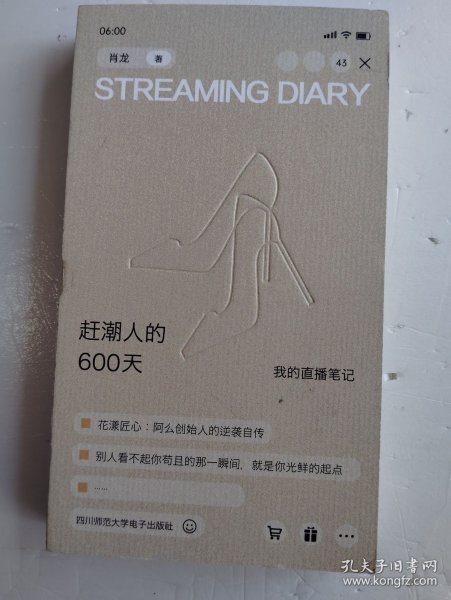 06:00
肖龙 著
43
STREAMING DIARY
赶潮人的
600天
我的直播笔记
花漾匠心：阿么创始人的逆袭自传
别人看不起你苟且的那一瞬间，就是你光鲜的起点
……
四川师范大学电子出版社
孔夫子旧书网
www.kongfz.com